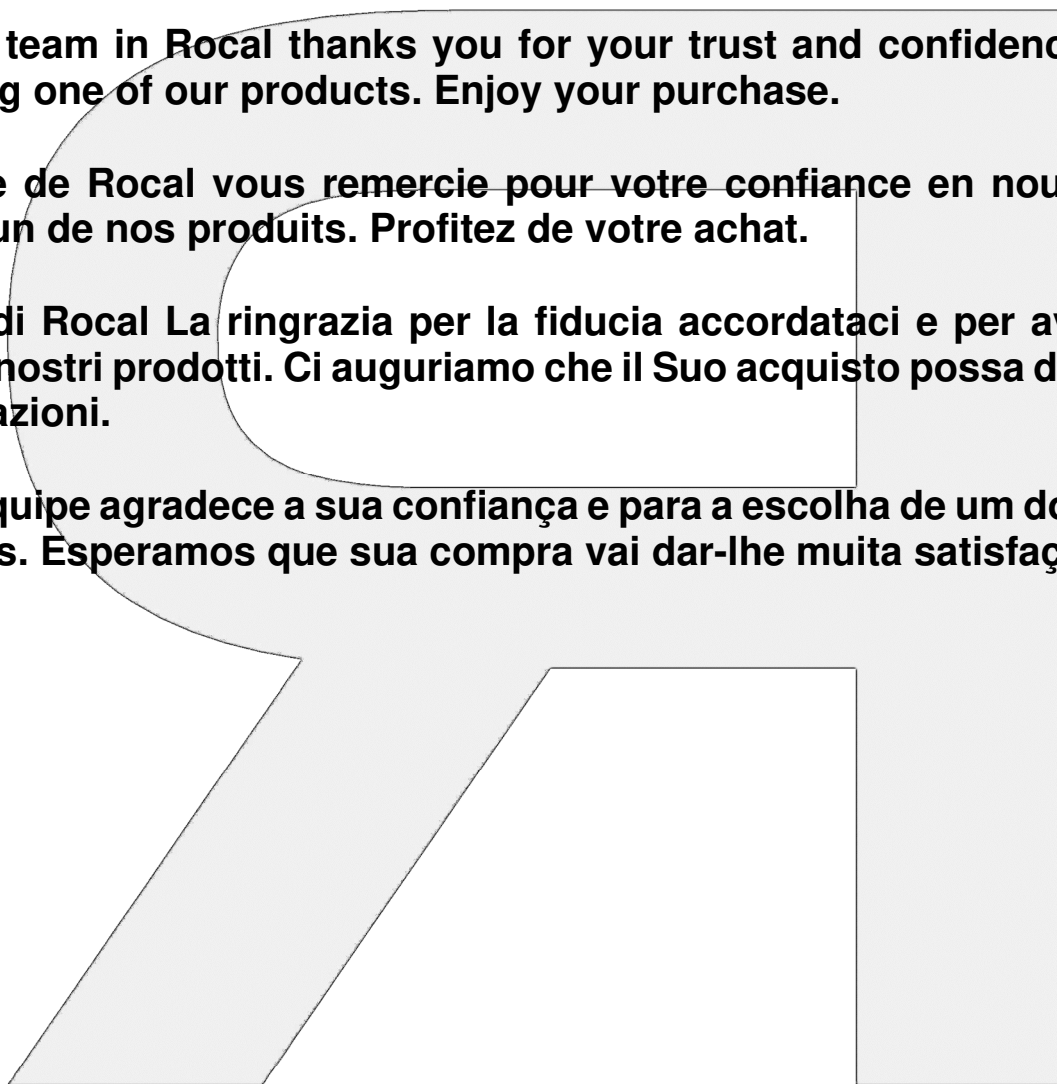 team in Rocal thanks you for your trust and confidenc
g one of our products. Enjoy your purchase.
e de Rocal vous remercie pour votre confiance en nou
un de nos produits. Profitez de votre achat.
di Rocal La ringrazia per la fiducia accordataci e per av
nostri prodotti. Ci auguriamo che il Suo acquisto possa d
azioni.
quipe agradece a sua confiança e para a escolha de um do
s. Esperamos que sua compra vai dar-lhe muita satisfaç